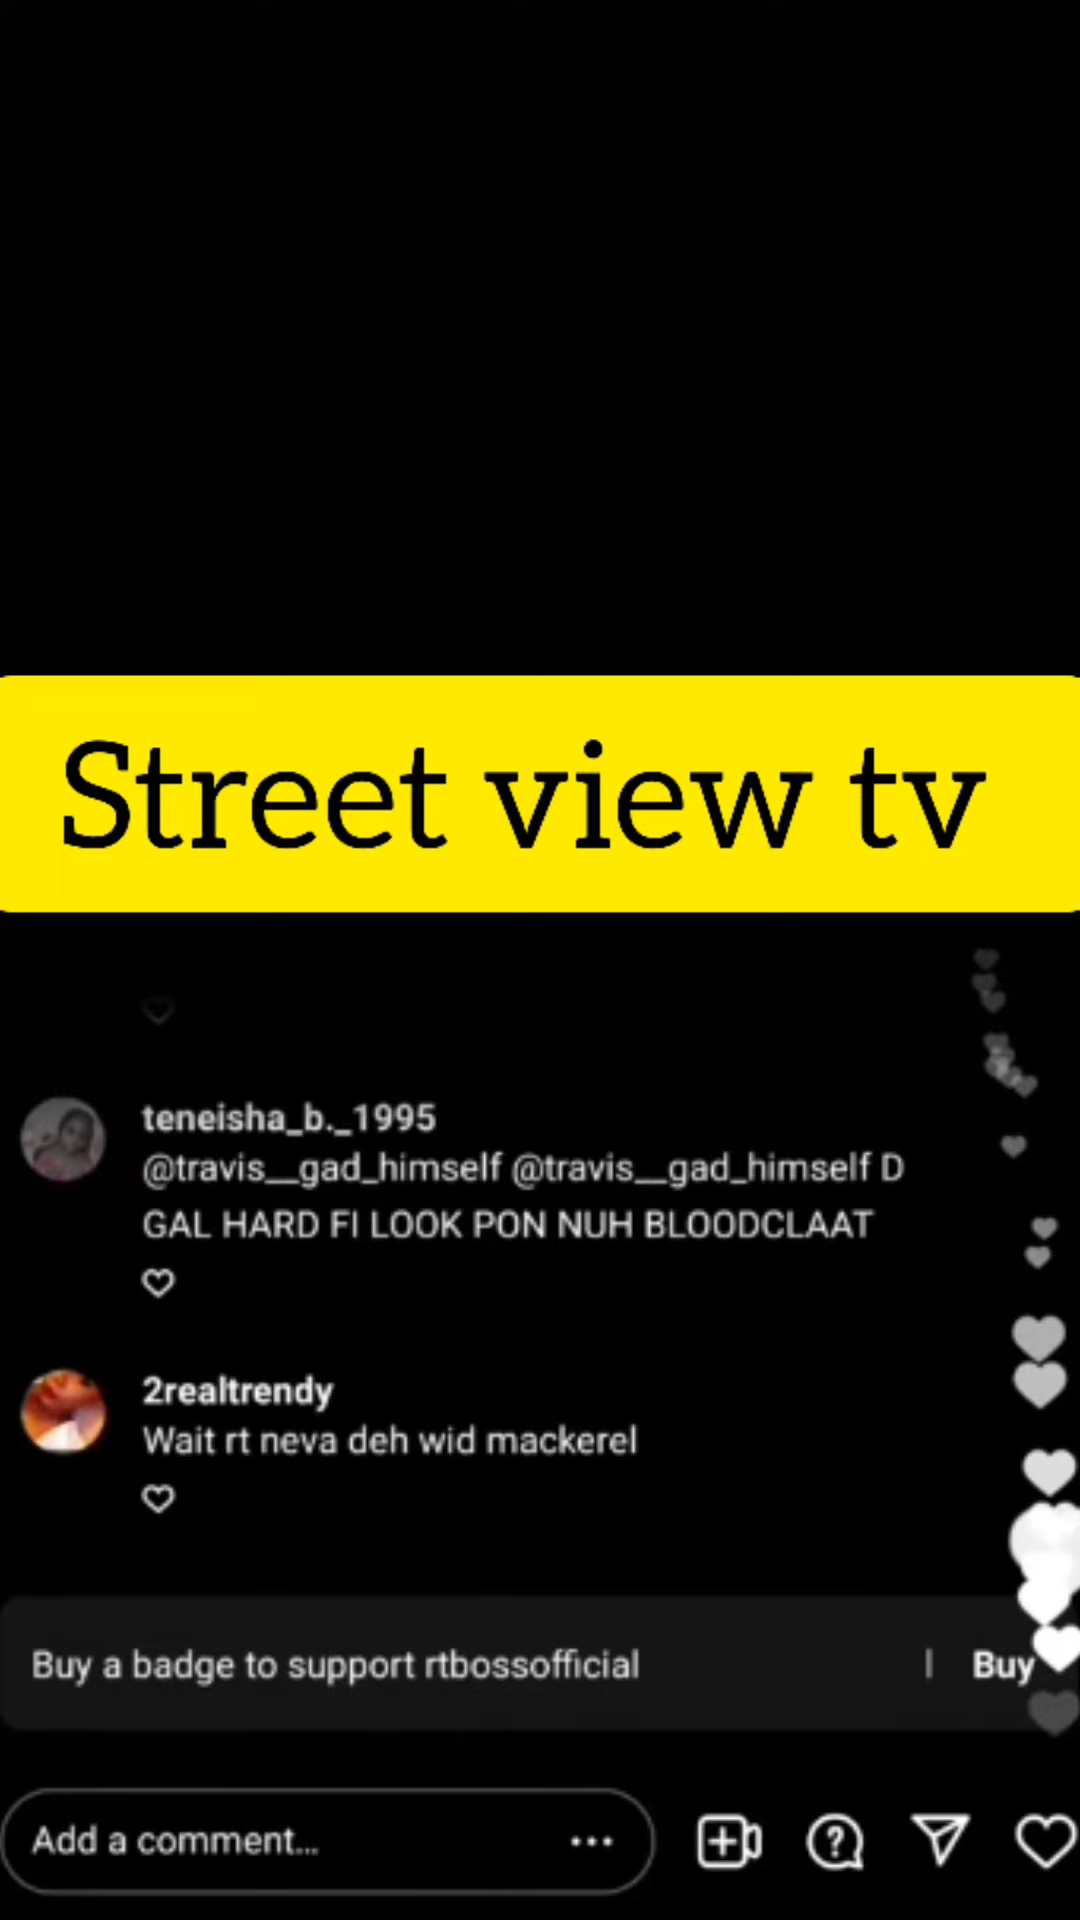 Street view tv
teneisha_b._1995
@travis__gad_himself @travis__gad_himself D
GAL HARD FI LOOK PON NUH BLOODCLAAT
2realtrendy
Wait rt neva deh wid mackerel
Buy a badge to support rtbossofficial | Buy
Add a comment...